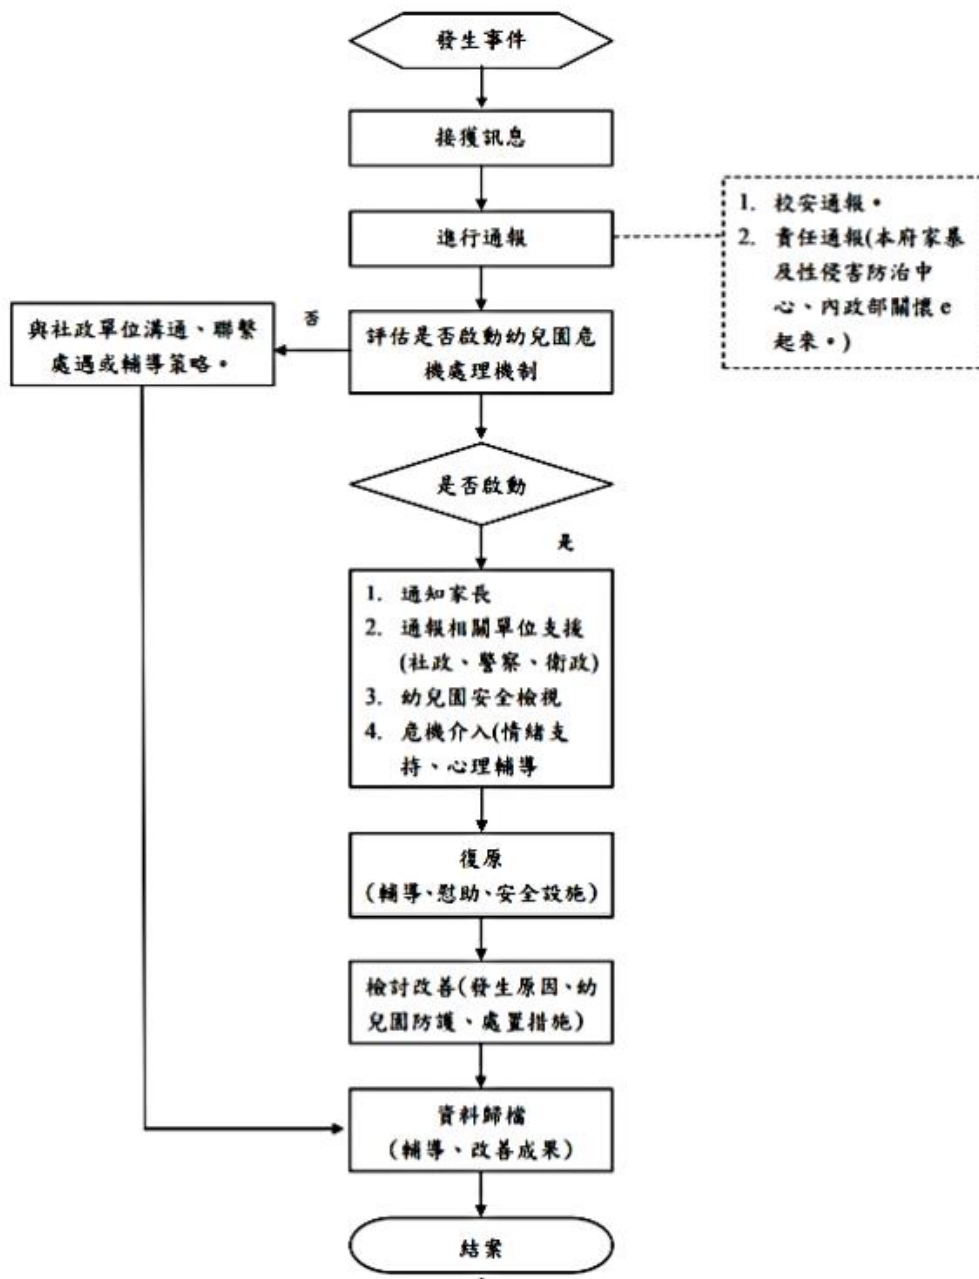 發生事件
接獲訊息
進行通報
1. 校安通報。
2. 責任通報(本府家暴
及性侵害防治中
心、內政部關懷 e
起來。)
評估是否啟動幼兒園危
機處理機制
否
與社政單位溝通、聯繫
處遇或輔導策略。
是否啟動
是
1. 通知家長
2. 通報相關單位支援
(社政、警察、衛政)
3. 幼兒園安全檢視
4. 危機介入(情緒支
持、心理輔導
復原
(輔導、慰助、安全設施)
檢討改善(發生原因、幼
兒園防護、處置措施)
資料歸檔
(輔導、改善成果)
結案